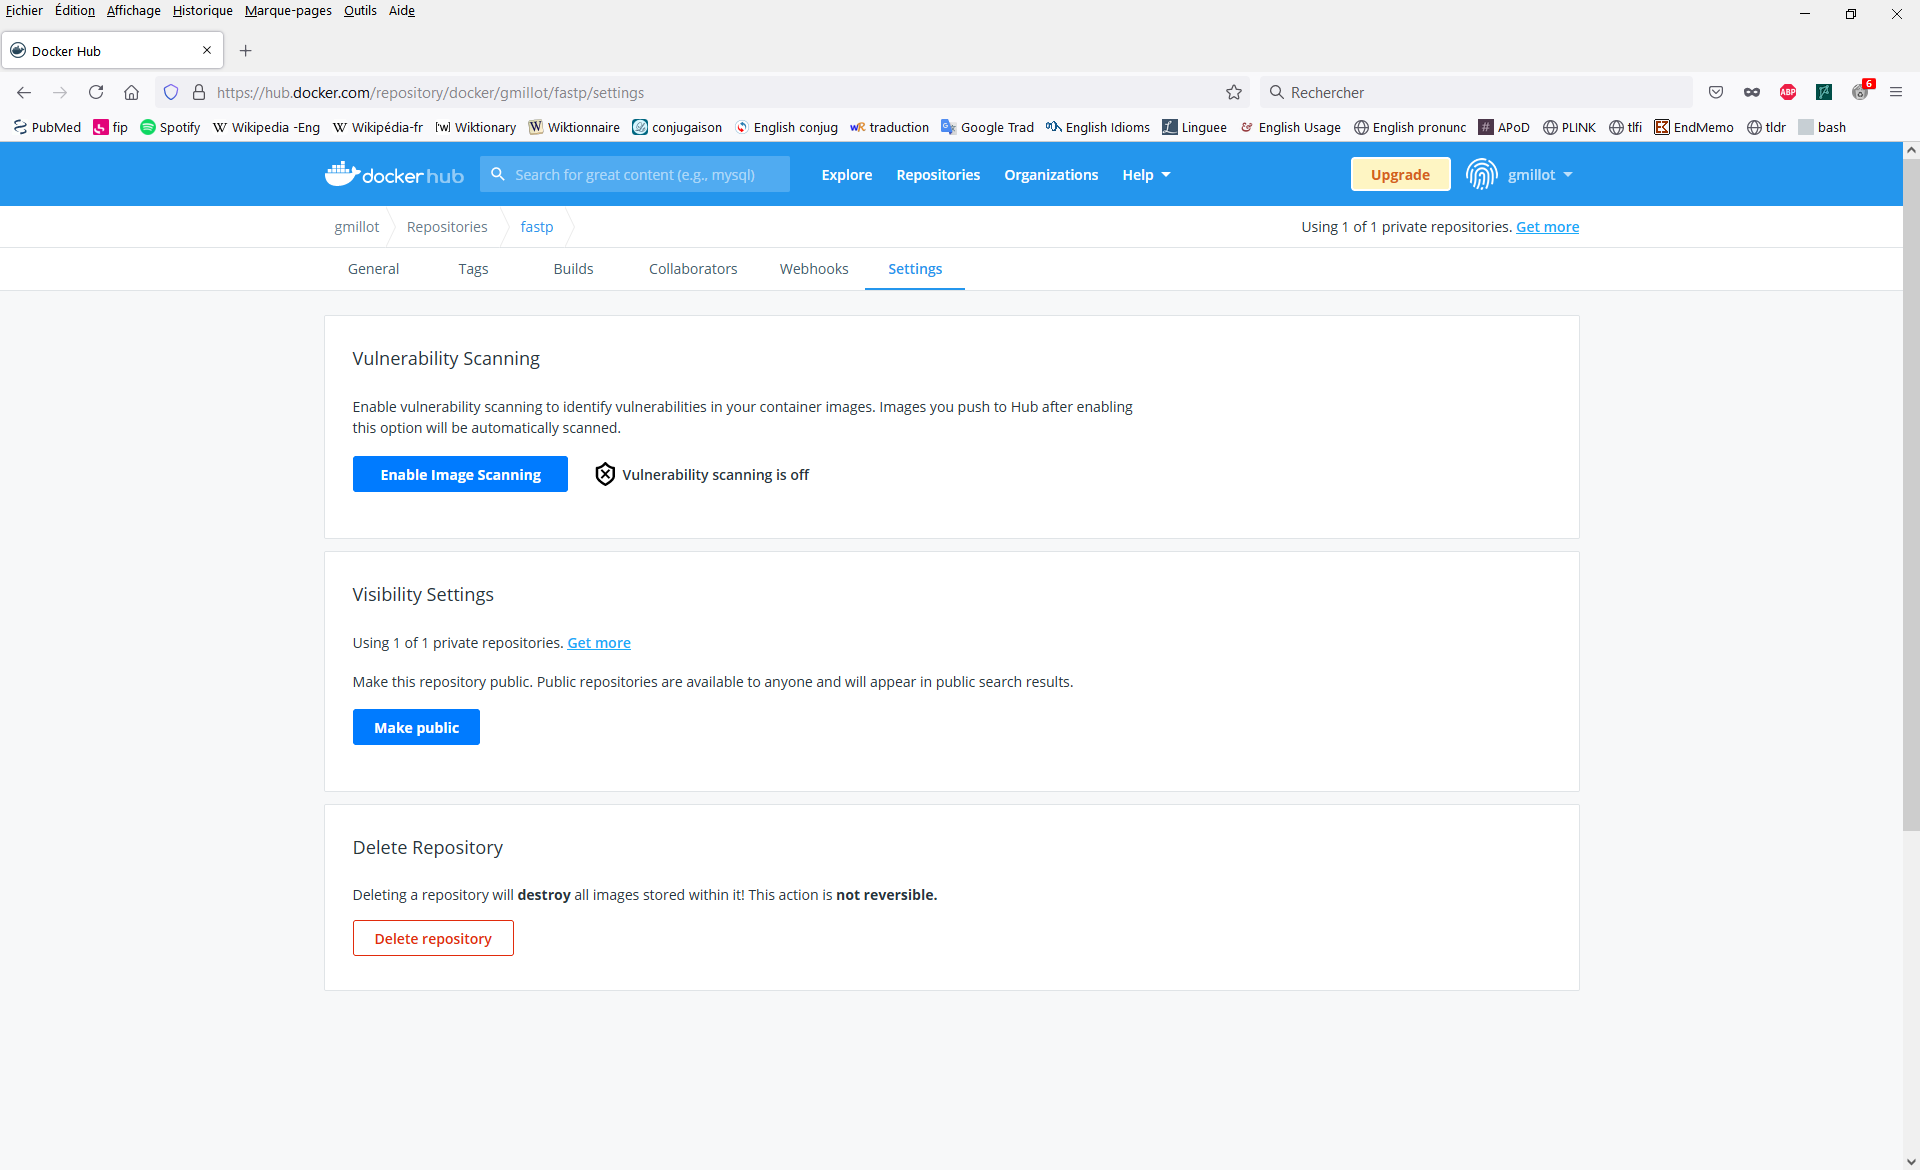 Fichier Édition Affichage Historique Marque-pages Outils Aide
Docker Hub
https://hub.docker.com/repository/docker/gmillot/fastp/settings
Rechercher
ABP
6
PubMed fip Spotify Wikipedia -Eng Wikipédia-fr Wiktionary Wiktionnaire conjugaison English conjug traduction Google Trad English Idioms Linguee English Usage English pronunc APoD PLINK tlfi EndMemo tldr bash
docker hub
Search for great content (e.g., mysql)
Explore Repositories Organizations Help
Upgrade
gmillot
gmillot Repositories fastp
Using 1 of 1 private repositories. Get more
General Tags Builds Collaborators Webhooks Settings
Vulnerability Scanning
Enable vulnerability scanning to identify vulnerabilities in your container images. Images you push to Hub after enabling
this option will be automatically scanned.
Enable Image Scanning
Vulnerability scanning is off
Visibility Settings
Using 1 of 1 private repositories. Get more
Make this repository public. Public repositories are available to anyone and will appear in public search results.
Make public
Delete Repository
Deleting a repository will destroy all images stored within it! This action is not reversible.
Delete repository